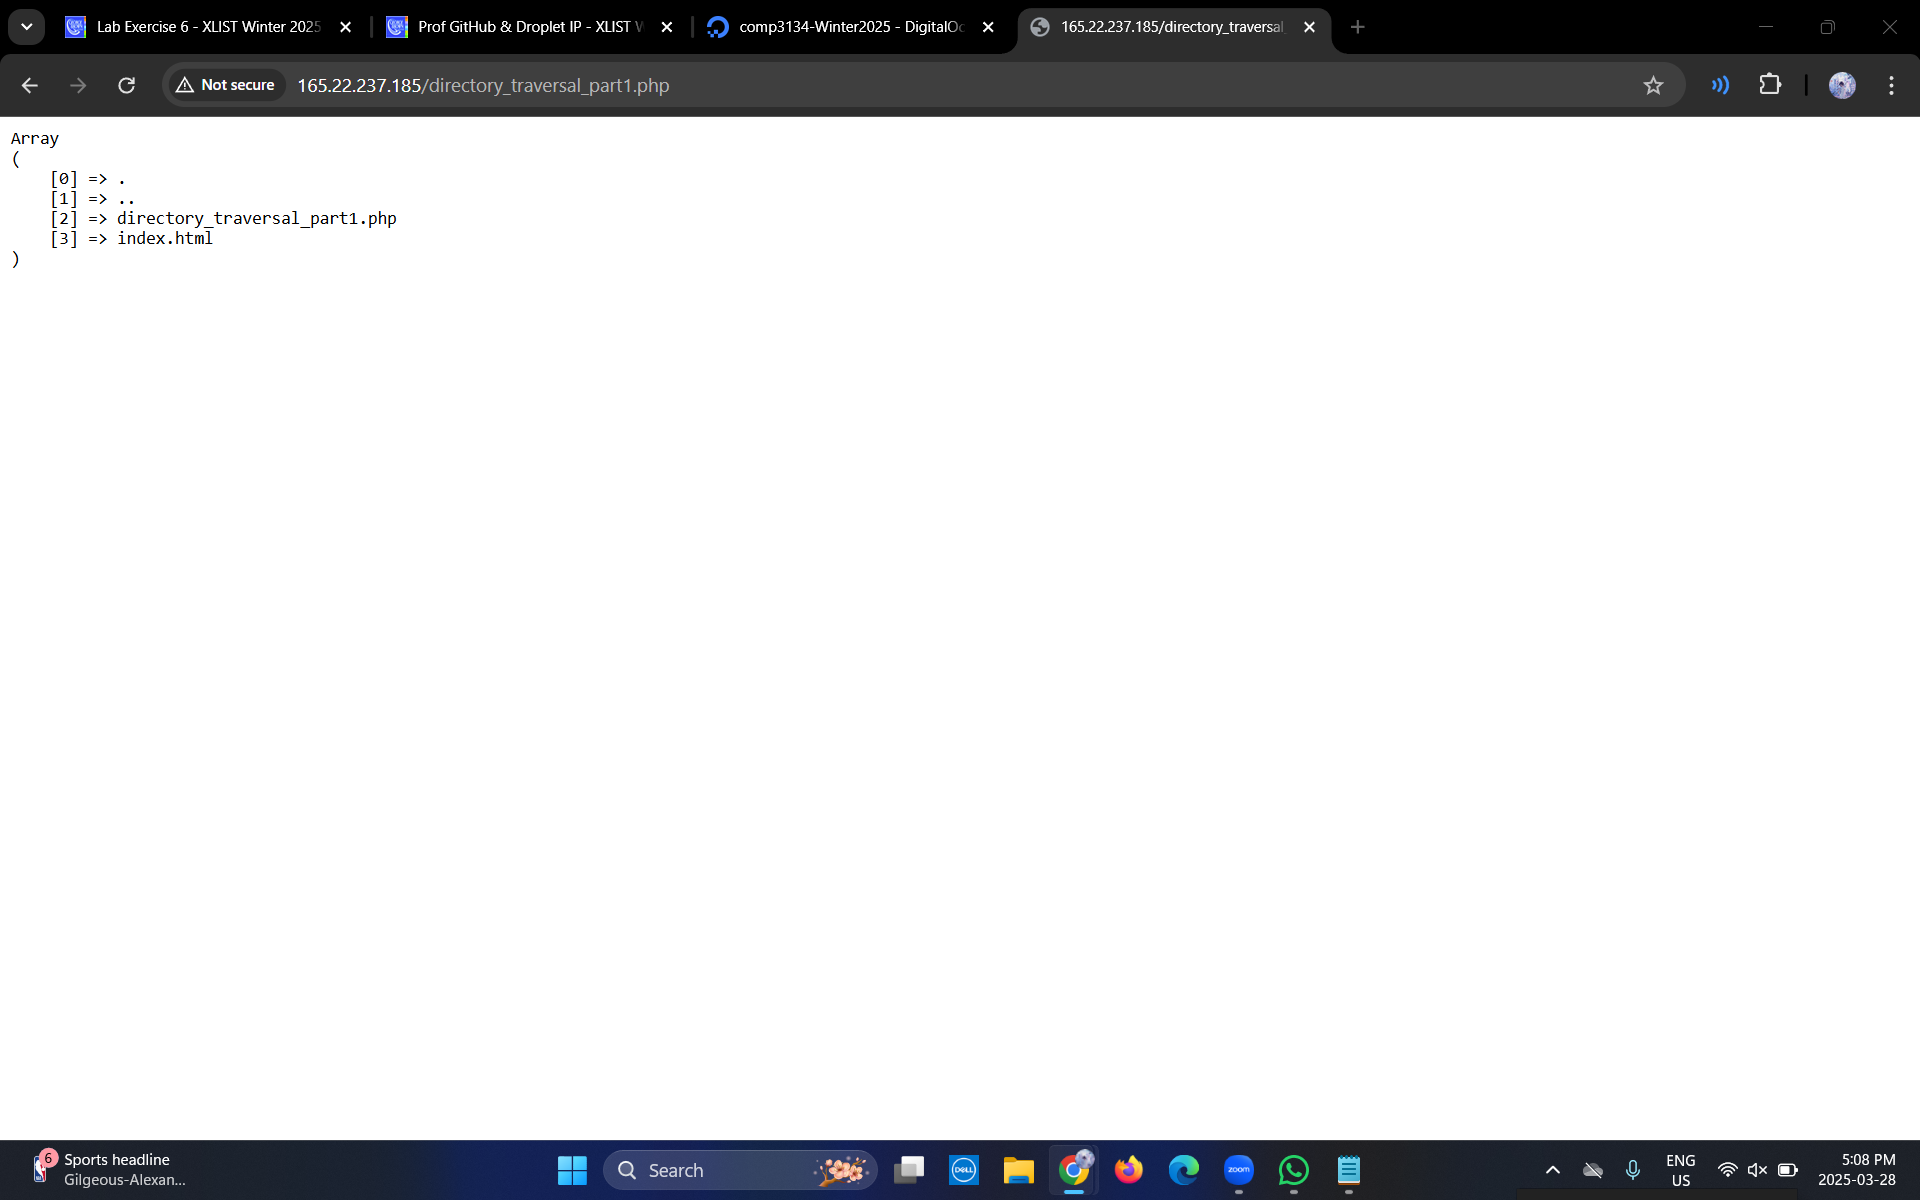 Lab Exercise 6 - XLIST Winter 2025
Prof GitHub & Droplet IP - XLIST W
comp3134-Winter2025 - DigitalOc
165.22.237.185/directory_traversal
Not secure
165.22.237.185/directory_traversal_part1.php
Array
(
[0] => .
[1] => ..
[2] => directory_traversal_part1.php
[3] => index.html
)
6
Sports headline
Gilgeous-Alexan...
Search
DELL
zoom
ENG
US
5:08 PM
2025-03-28